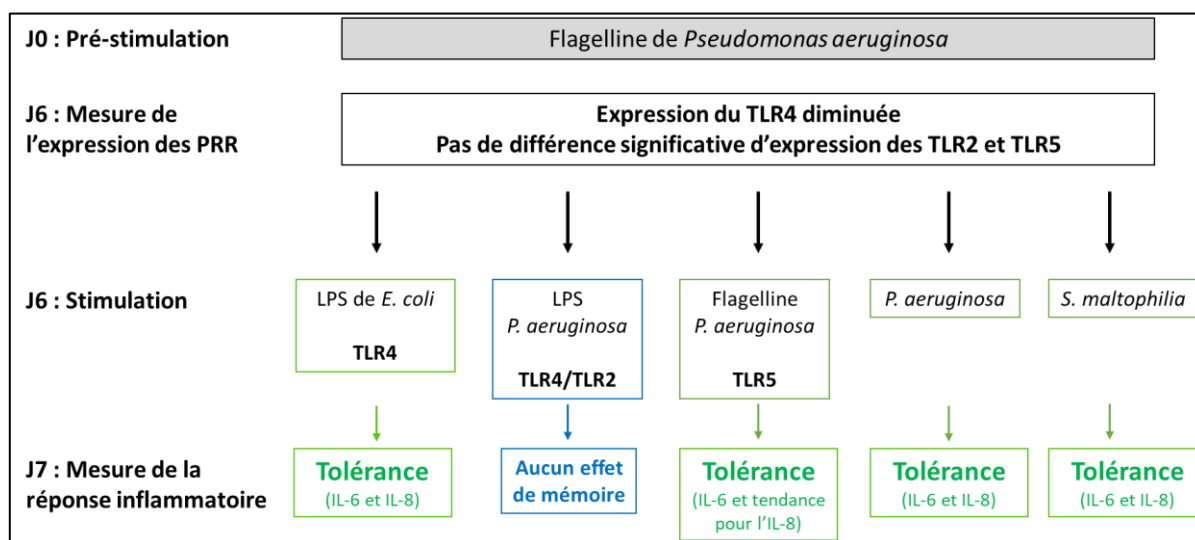 J0 : Pré-stimulation
Flagelline de Pseudomonas aeruginosa
J6 : Mesure de
l’expression des PRR
Expression du TLR4 diminuée
Pas de différence significative d’expression des TLR2 et TLR5
J6 : Stimulation
LPS de E. coli
TLR4
LPS
P. aeruginosa
TLR4/TLR2
Flagelline
P. aeruginosa
TLR5
P. aeruginosa
S. maltophilia
J7 : Mesure de la
réponse inflammatoire
Tolérance
(IL-6 et IL-8)
Aucun effet
de mémoire
Tolérance
(IL-6 et tendance
pour l’IL-8)
Tolérance
(IL-6 et IL-8)
Tolérance
(IL-6 et IL-8)